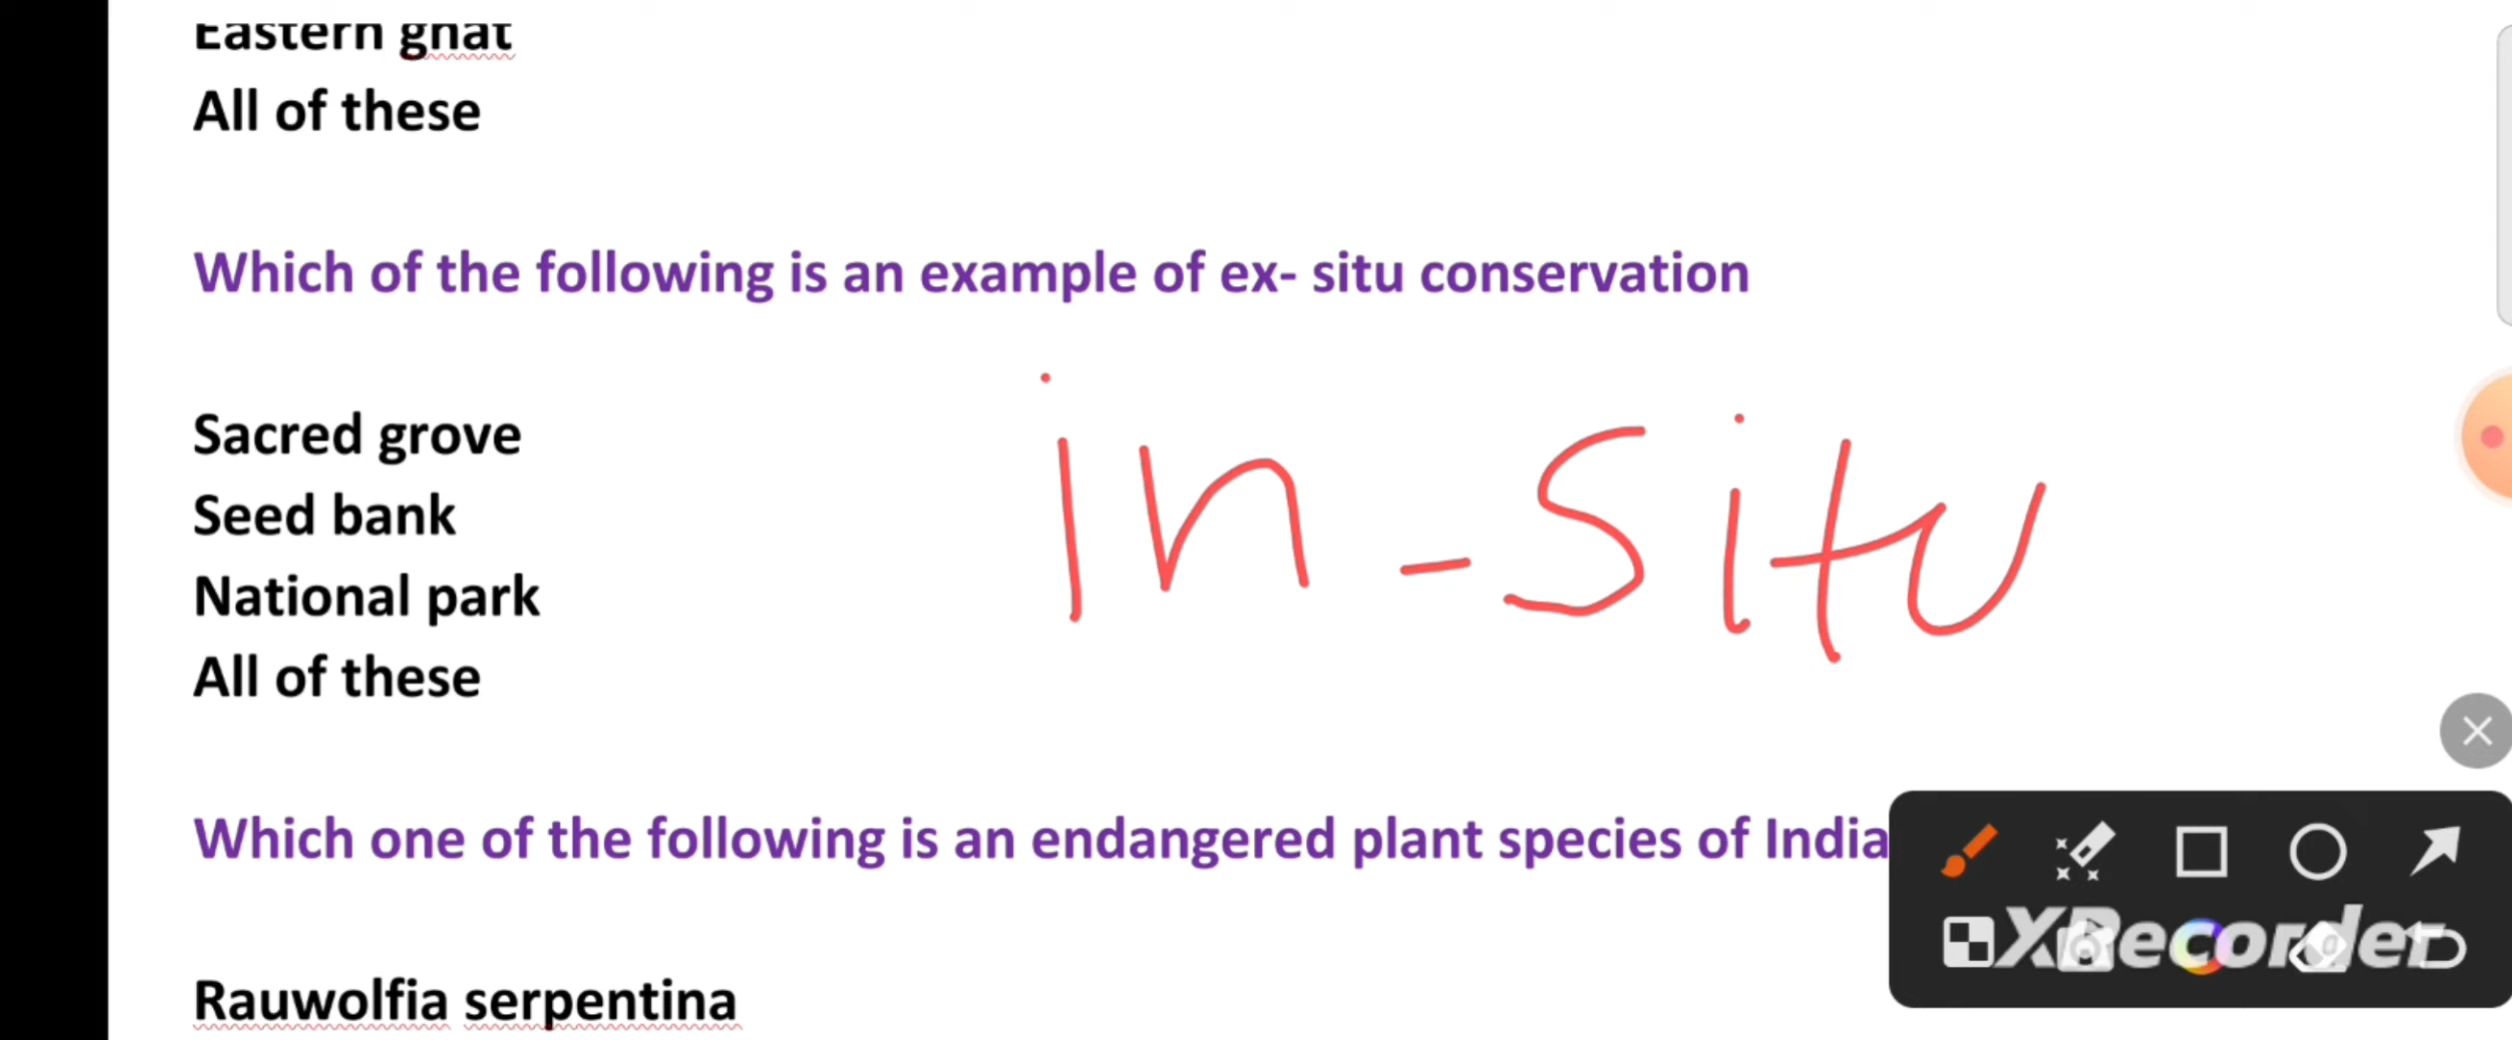 Eastern ghat
All of these
Which of the following is an example of ex- situ conservation
in-situ
Sacred grove
Seed bank
National park
All of these
Which one of the following is an endangered plant species of India
XRecorder
Rauwolfia serpentina